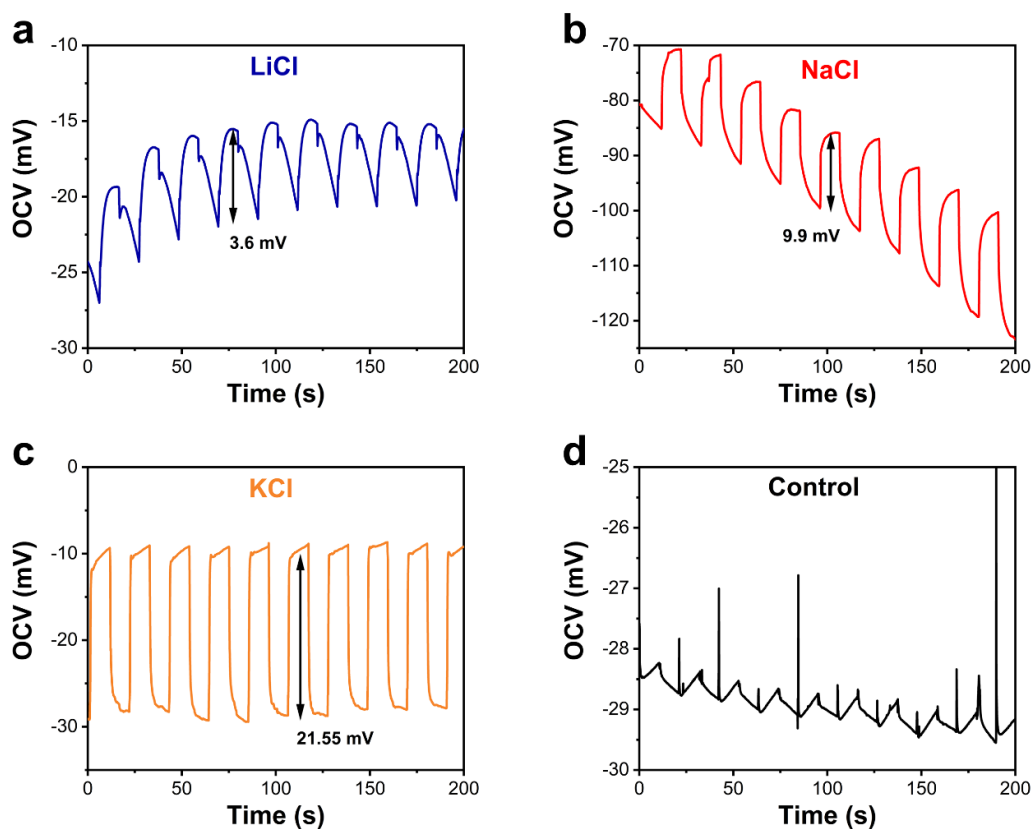 a
LiCl
OCV (mV)
-10
-15
-20
-25
-30
3.6 mV
0 50 100 150 200
Time (s)
b
NaCl
OCV (mV)
-70
-80
-90
-100
-110
-120
9.9 mV
0 50 100 150 200
Time (s)
c
KCl
OCV (mV)
0
-10
-20
-30
21.55 mV
0 50 100 150 200
Time (s)
d
Control
OCV (mV)
-25
-26
-27
-28
-29
-30
0 50 100 150 200
Time (s)